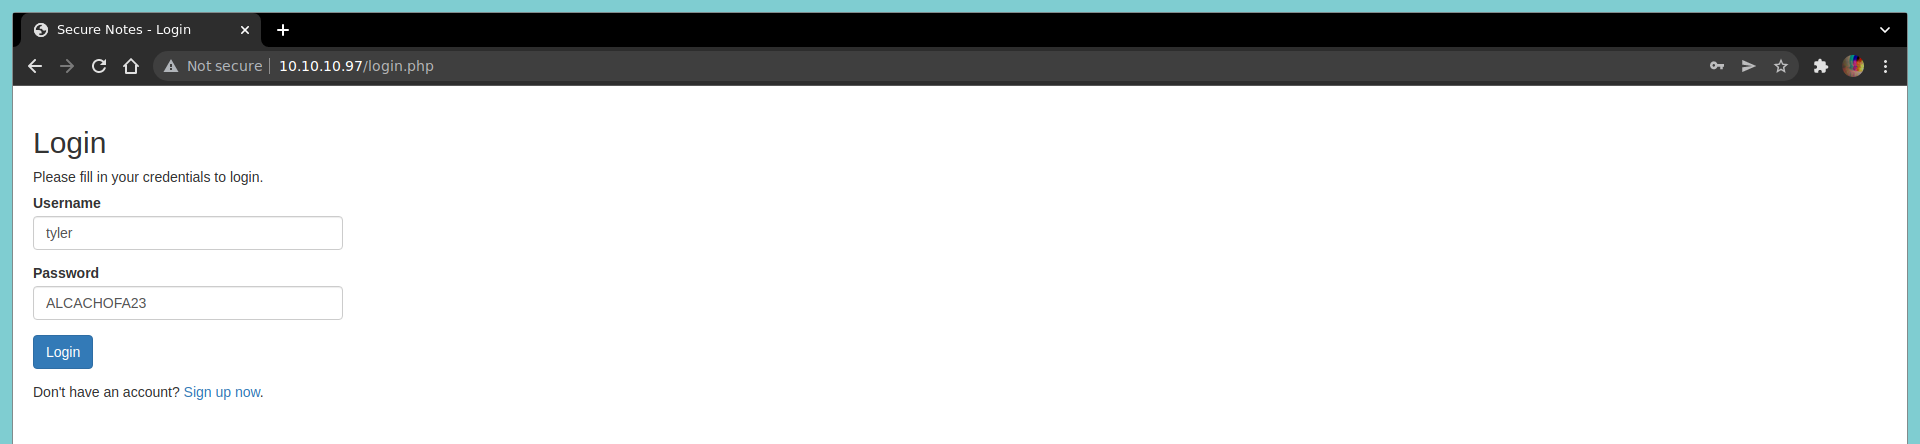 Secure Notes - Login
Not secure 10.10.10.97/login.php
Login
Please fill in your credentials to login.
Username
tyler
Password
ALCACHOFA23
Login
Don't have an account? Sign up now.